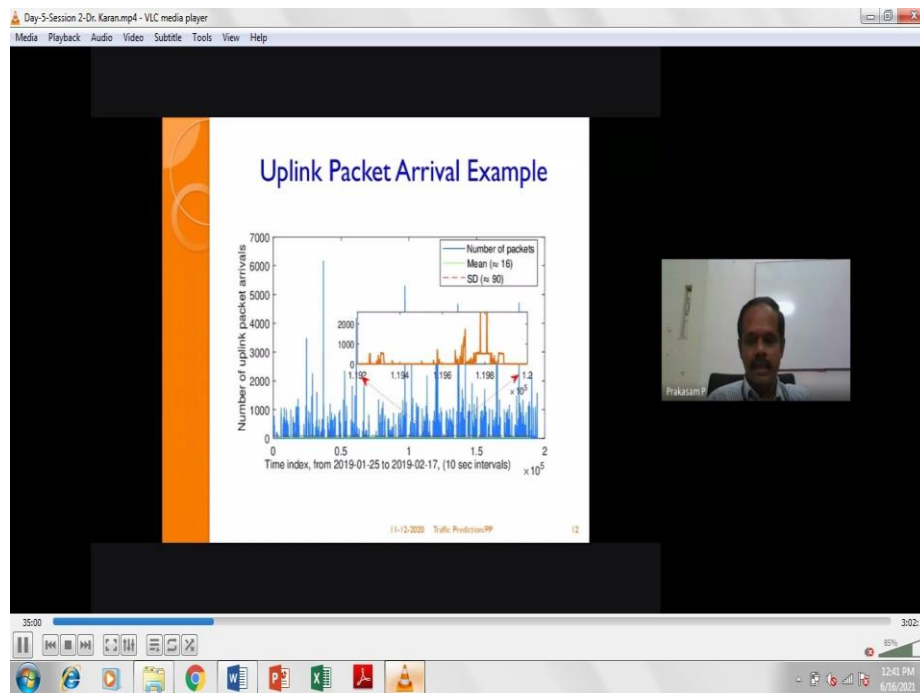 Day-5-Session 2-Dr. Karan.mp4 - VLC media player
Media Playback Audio Video Subtitle Tools View Help
Uplink Packet Arrival Example
Number of uplink packet arrivals
7000
6000
5000
4000
3000
2000
1000
0
Number of packets
Mean (≈ 16)
SD (≈ 90)
2000
1000
0
1.192 1.194 1.196 1.198 1.2
×10⁵
0 0.5 1 1.5 2
Time index, from 2019-01-25 to 2019-02-17, (10 sec intervals)
×10⁵
11-12-2020 Traffic Prediction/PP 12
Prakasam P
35:00
3:02:
85%
12:41 PM
6/16/2021